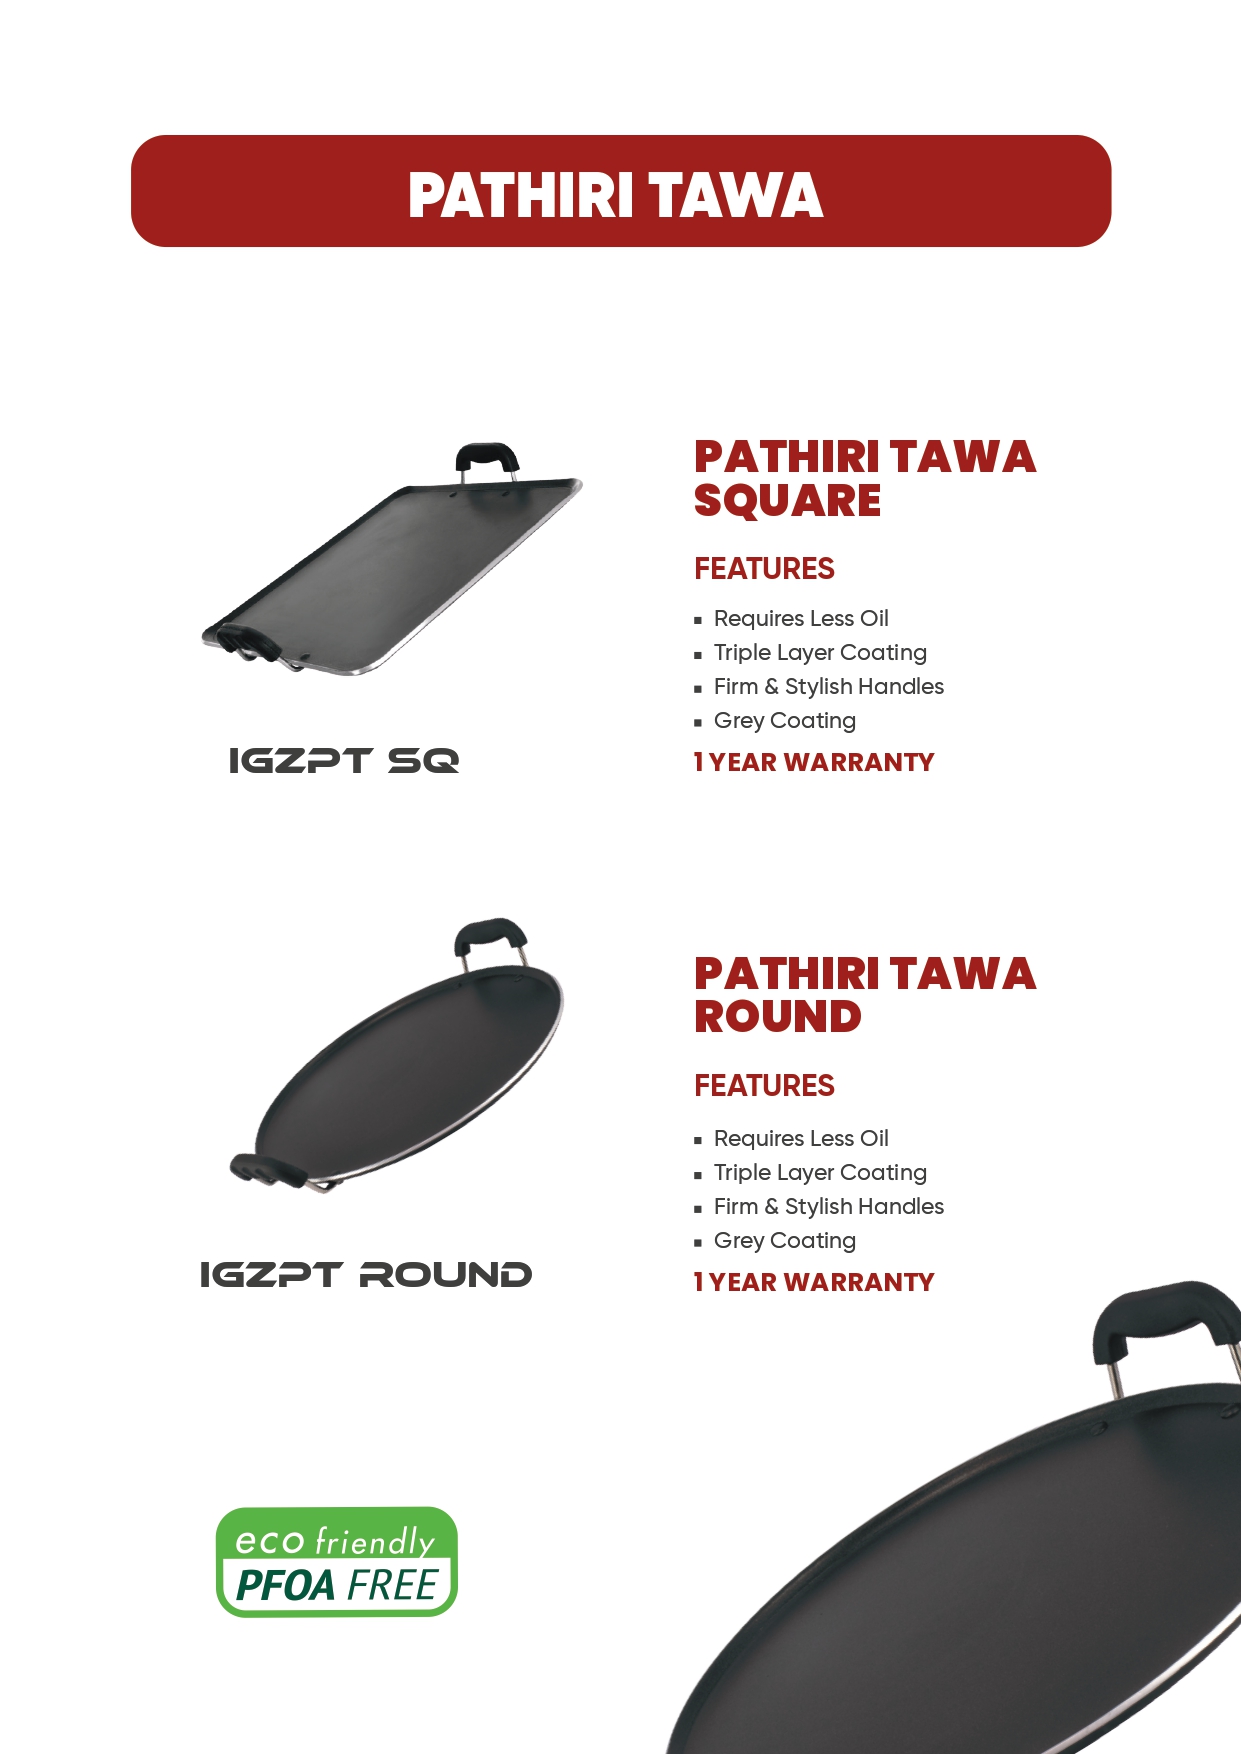 PATHIRI TAWA
PATHIRI TAWA
SQUARE
FEATURES
▪ Requires Less Oil
▪ Triple Layer Coating
▪ Firm & Stylish Handles
▪ Grey Coating
1 YEAR WARRANTY
IGZPT SQ
PATHIRI TAWA
ROUND
FEATURES
▪ Requires Less Oil
▪ Triple Layer Coating
▪ Firm & Stylish Handles
▪ Grey Coating
1 YEAR WARRANTY
IGZPT ROUND
eco friendly
PFOA FREE